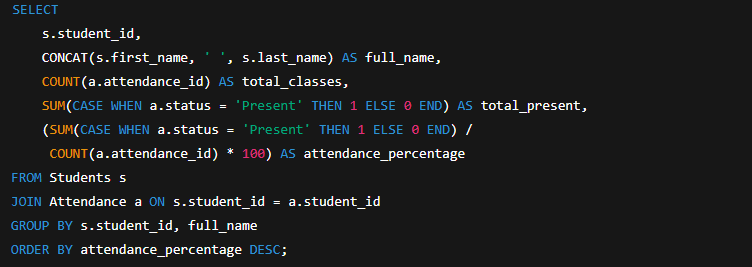 SELECT
s.student_id,
CONCAT(s.first_name, ' ', s.last_name) AS full_name,
COUNT(a.attendance_id) AS total_classes,
SUM(CASE WHEN a.status = 'Present' THEN 1 ELSE 0 END) AS total_present,
(SUM(CASE WHEN a.status = 'Present' THEN 1 ELSE 0 END) /
COUNT(a.attendance_id) * 100) AS attendance_percentage
FROM Students s
JOIN Attendance a ON s.student_id = a.student_id
GROUP BY s.student_id, full_name
ORDER BY attendance_percentage DESC;